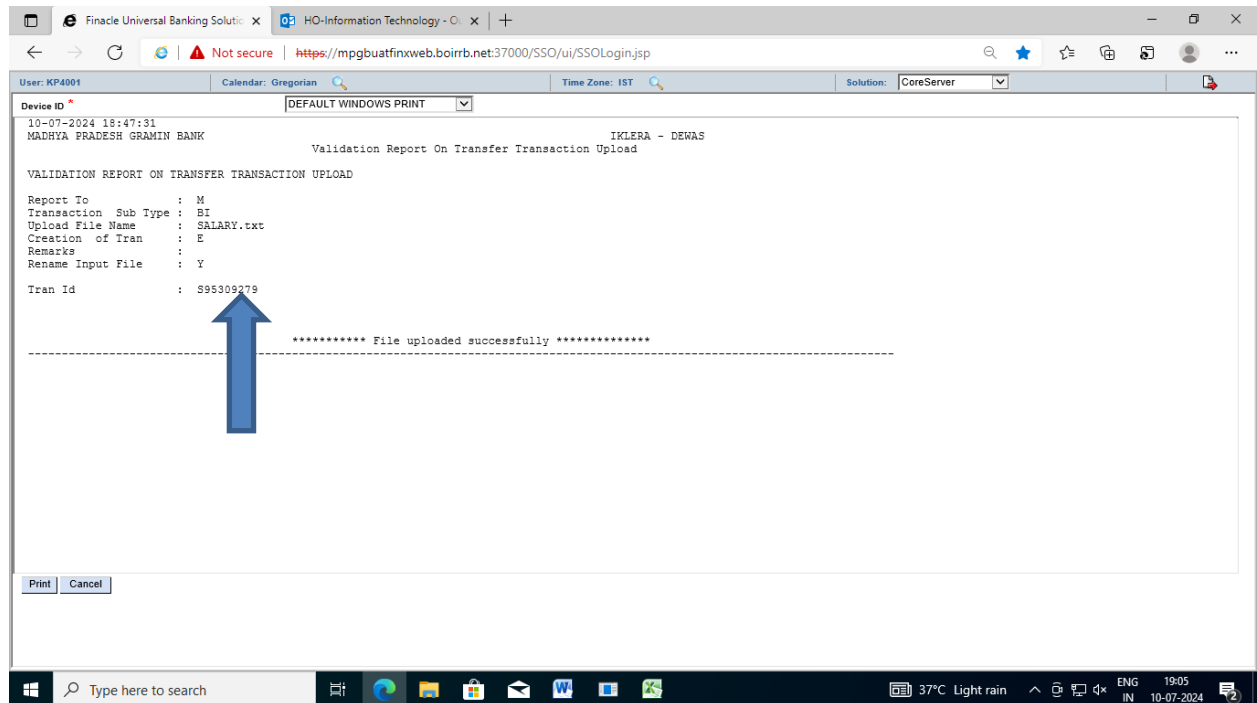 Finacle Universal Banking Solutic
HO-Information Technology - O
Not secure | https://mpgbuatfinxweb.boirrb.net:37000/SSO/ui/SSOLogin.jsp
User: KP4001 Calendar: Gregorian Time Zone: IST Solution: CoreServer
Device ID * DEFAULT WINDOWS PRINT
10-07-2024 18:47:31
MADHYA PRADESH GRAMIN BANK IKLERA - DEWAS
Validation Report On Transfer Transaction Upload
VALIDATION REPORT ON TRANSFER TRANSACTION UPLOAD
Report To : M
Transaction Sub Type : BI
Upload File Name : SALARY.txt
Creation of Tran : E
Remarks :
Rename Input File : Y
Tran Id : S95309279
*********** File uploaded successfully **************
Print Cancel
Type here to search
37°C Light rain
ENG
IN
19:05
10-07-2024
2